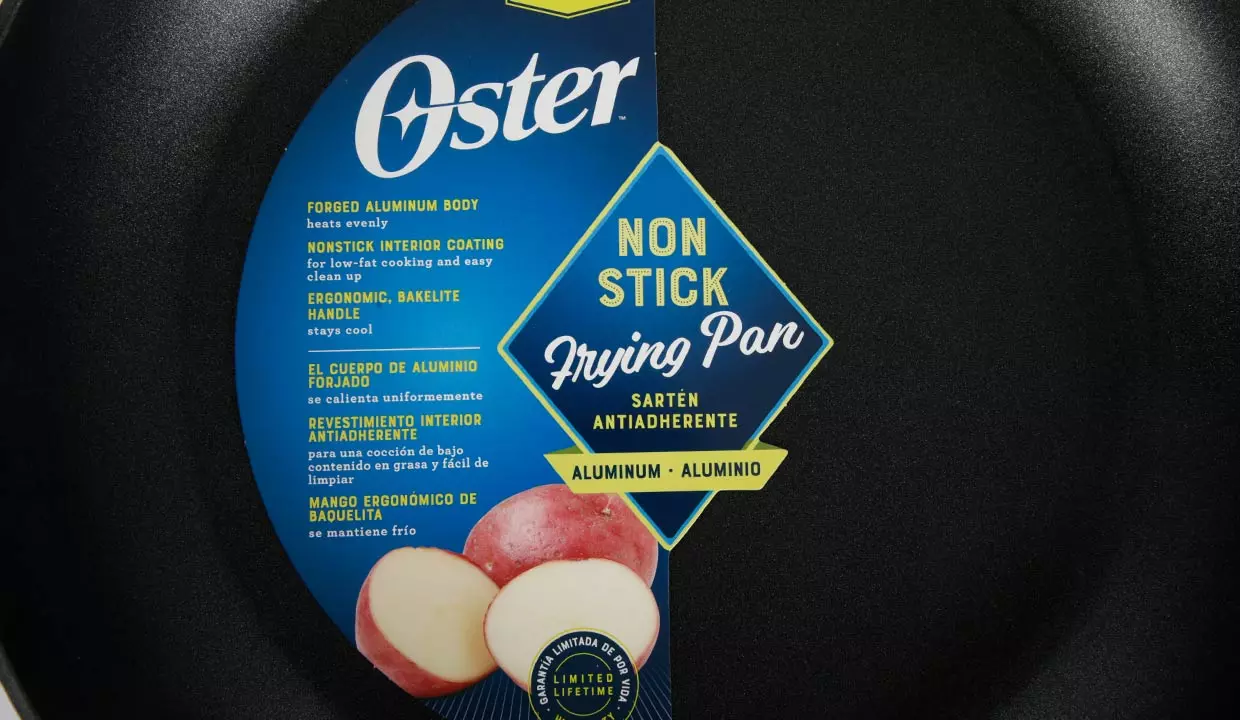 Oster™
FORGED ALUMINUM BODY
heats evenly
NONSTICK INTERIOR COATING
for low-fat cooking and easy
clean up
ERGONOMIC, BAKELITE
HANDLE
stays cool
EL CUERPO DE ALUMINIO
FORJADO
se calienta uniformemente
REVESTIMIENTO INTERIOR
ANTIADHERENTE
para una cocción de bajo
contenido en grasa y fácil de
limpiar
MANGO ERGONÓMICO DE
BAQUELITA
se mantiene frío
NON
STICK
Frying Pan
SARTÉN
ANTIADHERENTE
ALUMINUM · ALUMINIO
· GARANTÍA LIMITADA DE POR VIDA ·
LIMITED
LIFETIME